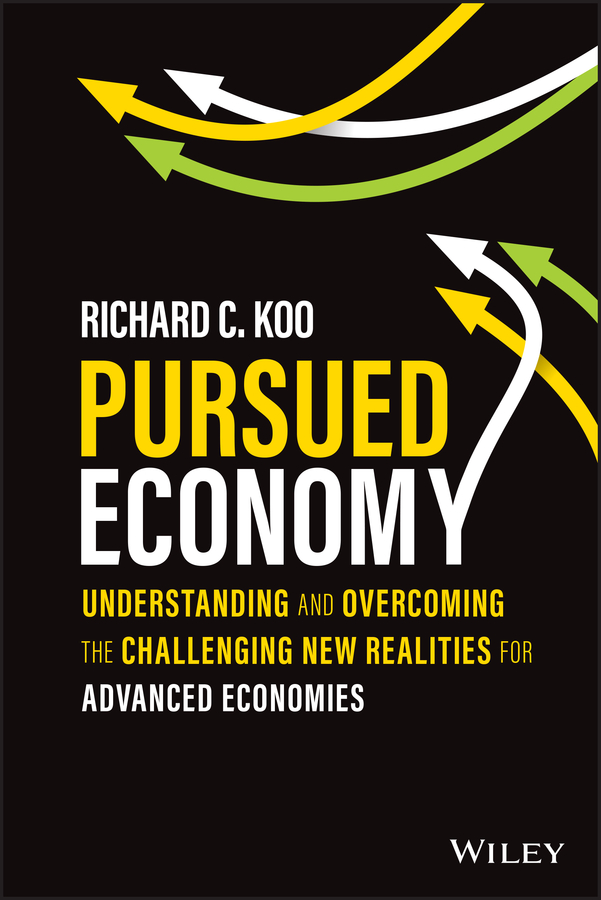 RICHARD C. KOO
PURSUED
ECONOMY
UNDERSTANDING AND OVERCOMING
THE CHALLENGING NEW REALITIES FOR
ADVANCED ECONOMIES
WILEY